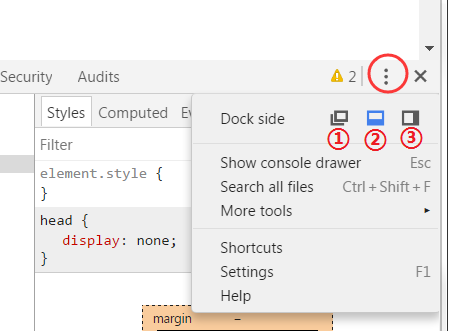 Security Audits 2
Styles Computed
Filter
element.style {
}
head {
display: none;
}
margin –
Dock side
① ② ③
Show console drawer Esc
Search all files Ctrl + Shift + F
More tools
Shortcuts
Settings F1
Help